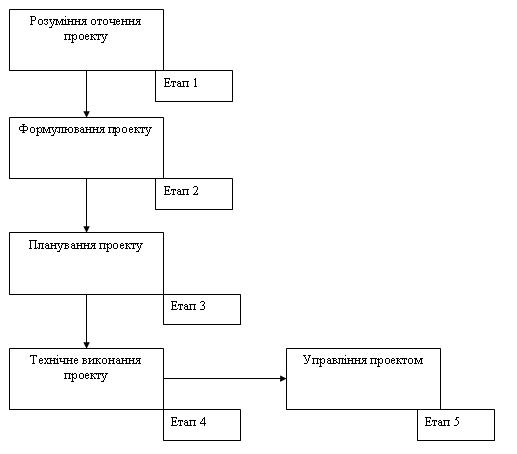 Розуміння оточення
проекту
Етап 1
Формулювання проекту
Етап 2
Планування проекту
Етап 3
Технічне виконання
проекту
Управління проектом
Етап 4
Етап 5